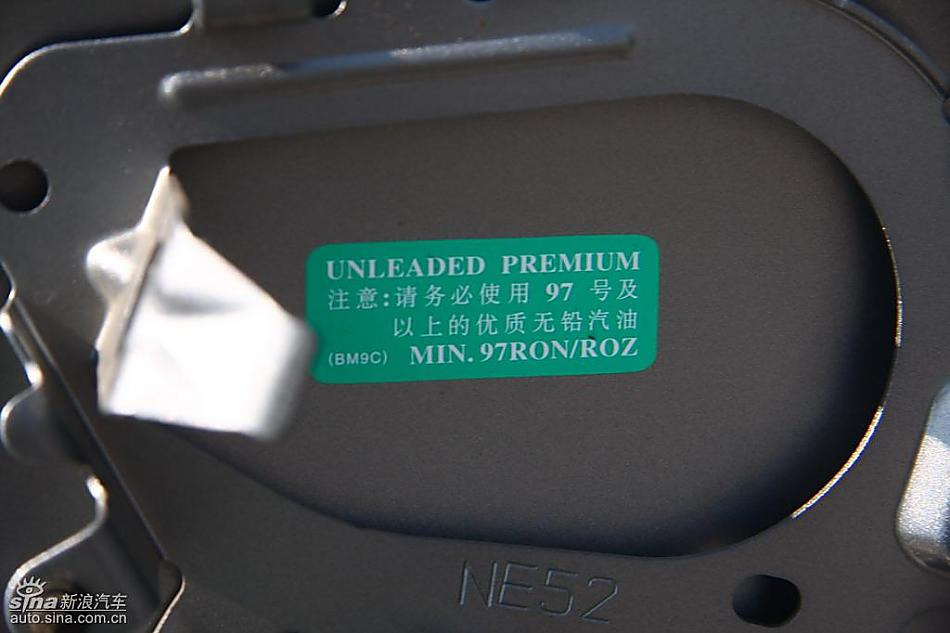 UNLEADED PREMIUM
注意:请务必使用 97 号及
以上的优质无铅汽油
(BM9C) MIN. 97RON/ROZ
NE52
sina新浪汽车
auto.sina.com.cn